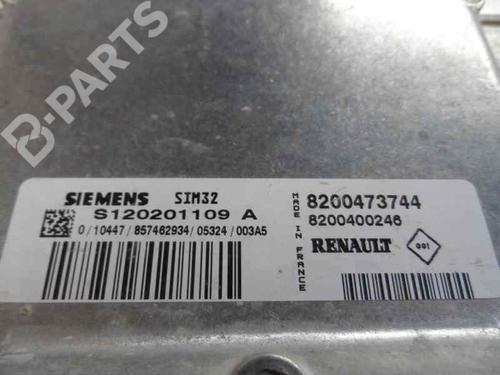 B-PARTS
SIEMENS SIM32
S120201109 A
0/10447/857462934/05324/003A5
MADE IN FRANCE
8200473744
8200400246
RENAULT 001